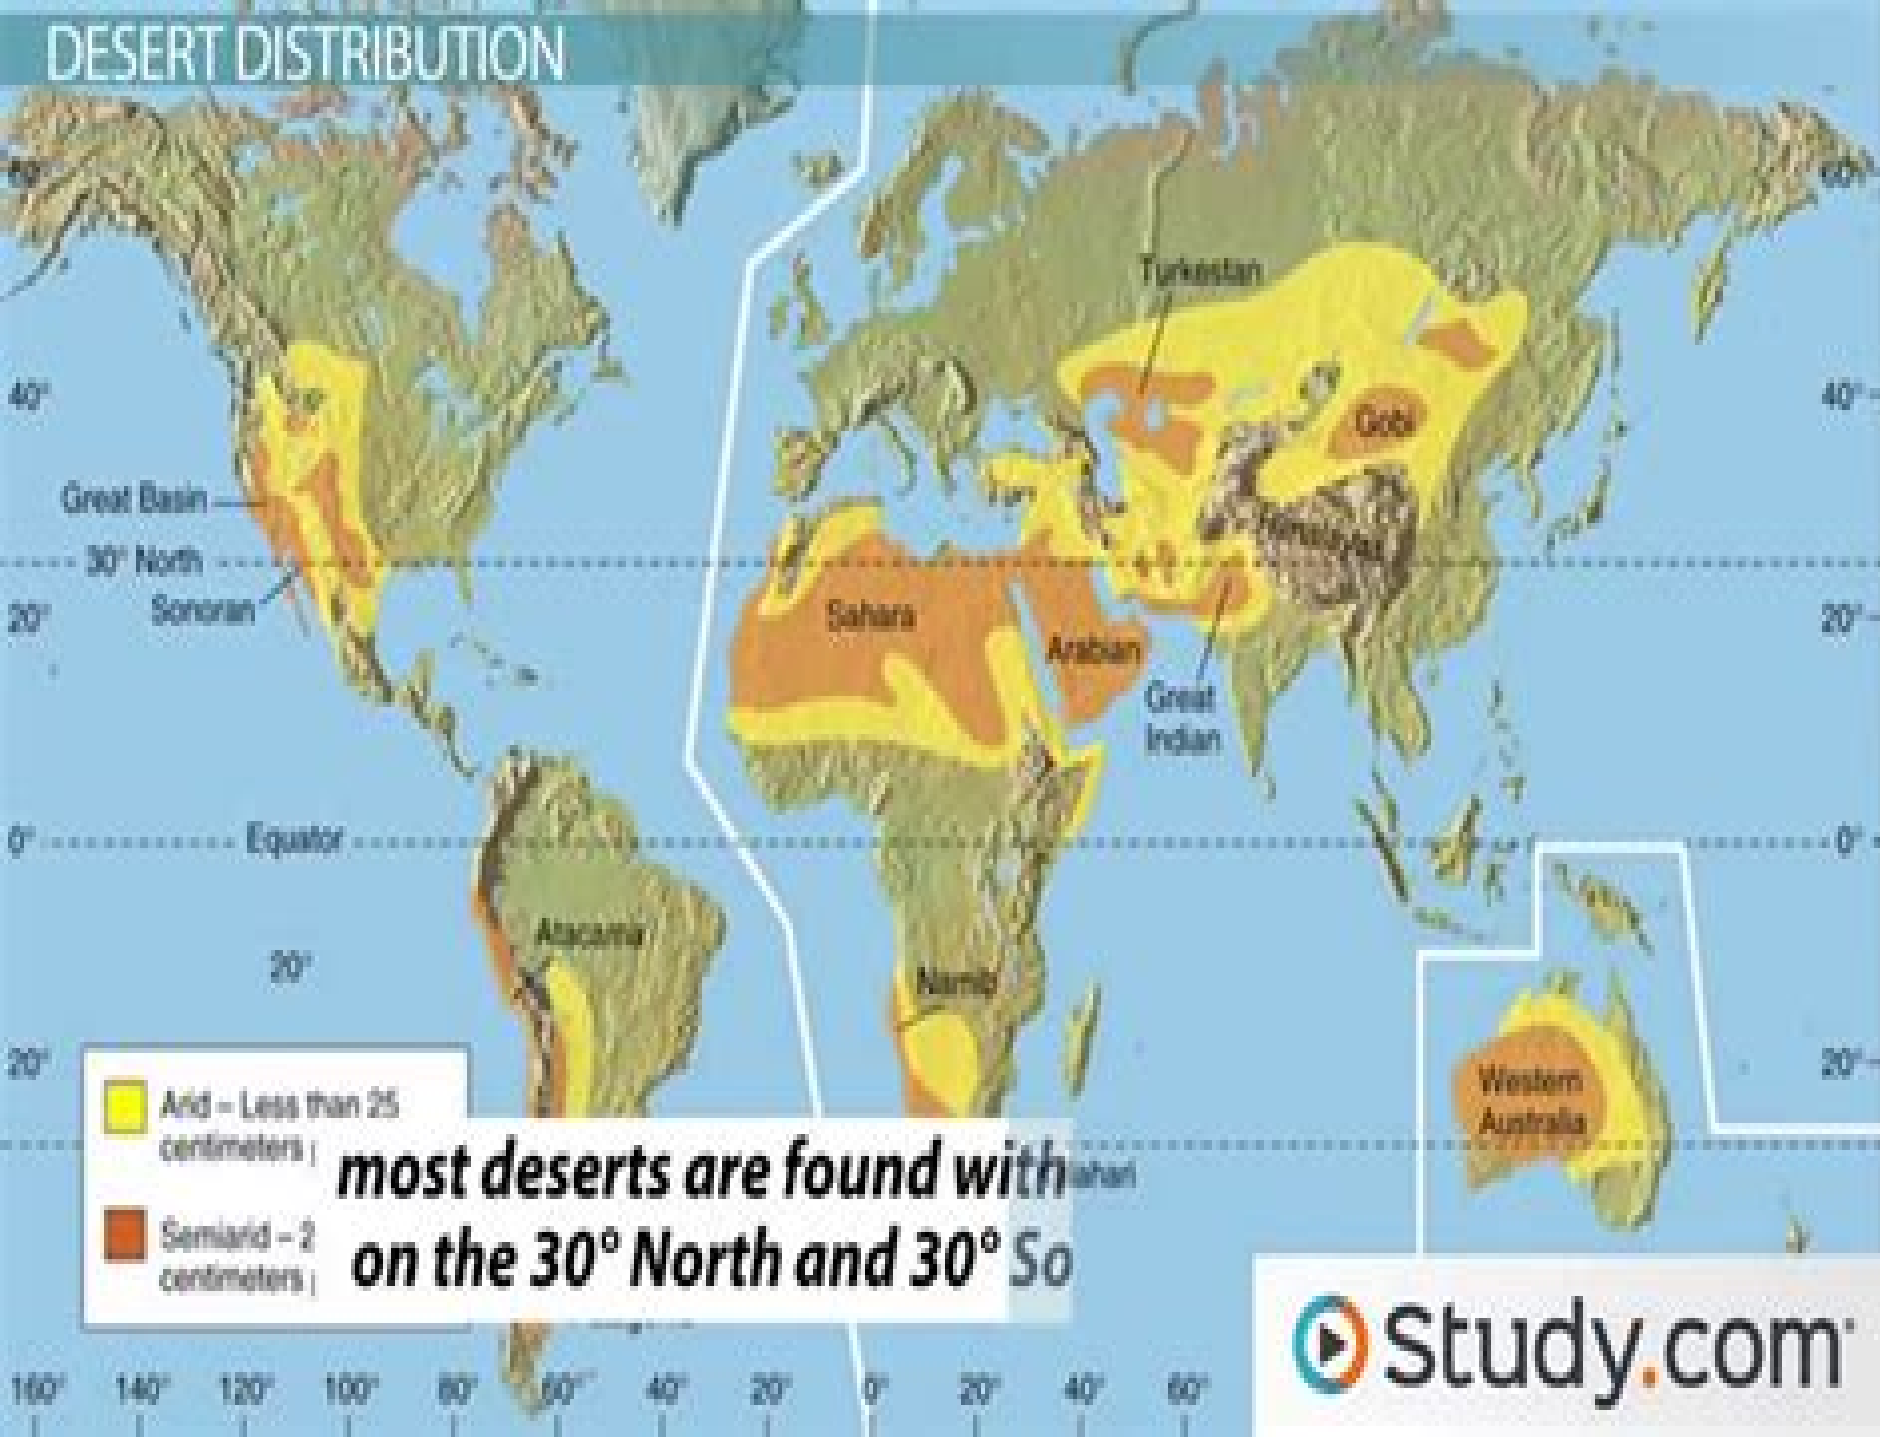 DESERT DISTRIBUTION
60°
Turkestan
40°
40°
Gobi
Great Basin
Himalayas
30° North
Sonoran
20°
20°
Sahara
Arabian
Great
Indian
0°
Equator
0°
Atacama
20°
Namib
20°
20°
Western
Australia
Arid – Less than 25
centimeters
most deserts are found with
ahari
Semiarid – 2
centimeters
on the 30° North and 30° So
Study.com
160° 140° 120° 100° 80° 60° 40° 20° 0° 20° 40° 60°